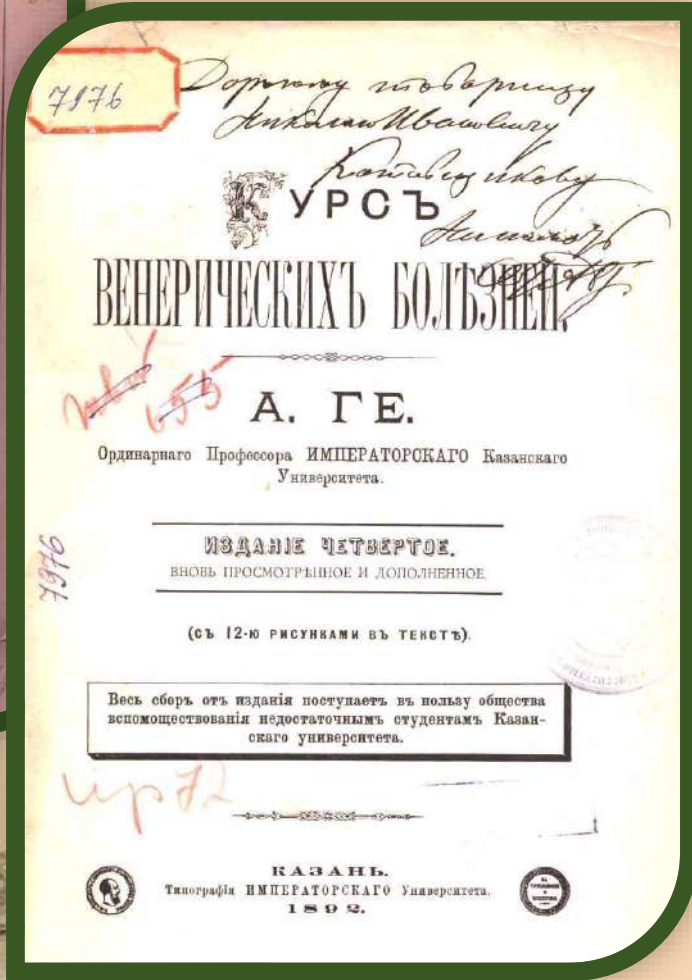 7976
Дорогому товарищу
Николаю Ивановичу
Котовщикову
КУРСЪ
ВЕНЕРИЧЕСКИХЪ БОЛѢЗНЕЙ.
655
А. ГЕ.
Ординарнаго Профессора ИМПЕРАТОРСКАГО Казанскаго
Университета.
7976
ИЗДАНІЕ ЧЕТВЕРТОЕ,
ВНОВЬ ПРОСМОТРѢННОЕ И ДОПОЛНЕННОЕ.
(СЪ 12-Ю РИСУНКАМИ ВЪ ТЕКСТѢ).
Весь сборъ отъ изданія поступаетъ въ пользу общества
вспомоществованія недостаточнымъ студентамъ Казан-
скаго университета.
КАЗАНЬ.
Типографія ИМПЕРАТОРСКАГО Университета.
1892.